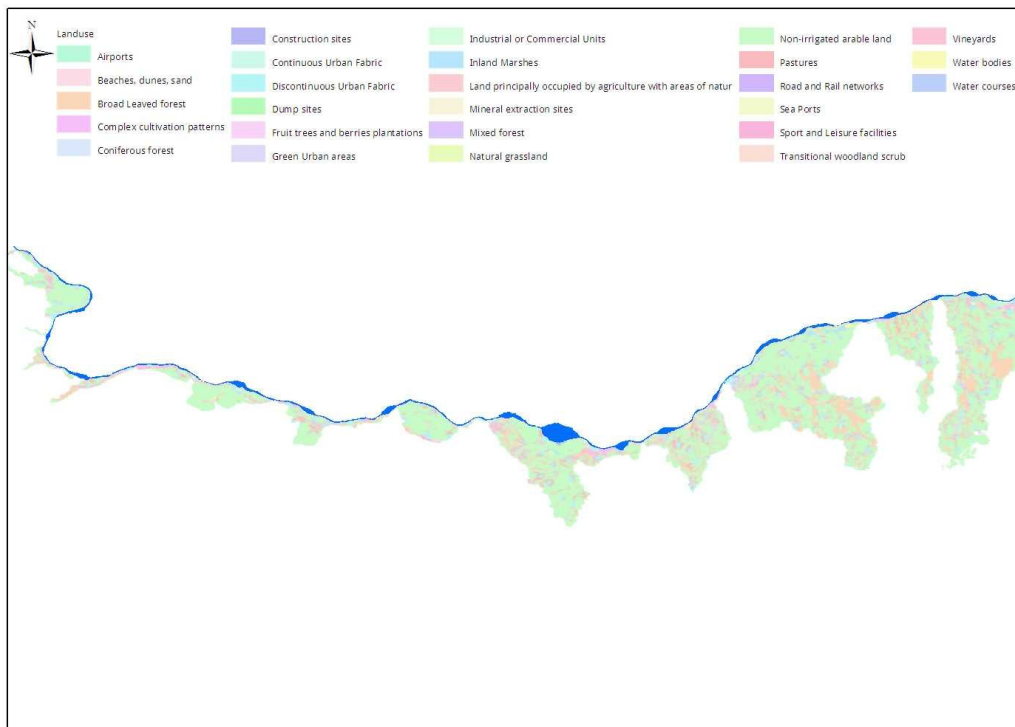 N
Landuse
Airports
Beaches, dunes, sand
Broad Leaved forest
Complex cultivation patterns
Coniferous forest
Construction sites
Continuous Urban Fabric
Discontinuous Urban Fabric
Dump sites
Fruit trees and berries plantations
Green Urban areas
Industrial or Commercial Units
Inland Marshes
Land principally occupied by agriculture with areas of natur
Mineral extraction sites
Mixed forest
Natural grassland
Non-irrigated arable land
Pastures
Road and Rail networks
Sea Ports
Sport and Leisure facilities
Transitional woodland scrub
Vineyards
Water bodies
Water courses